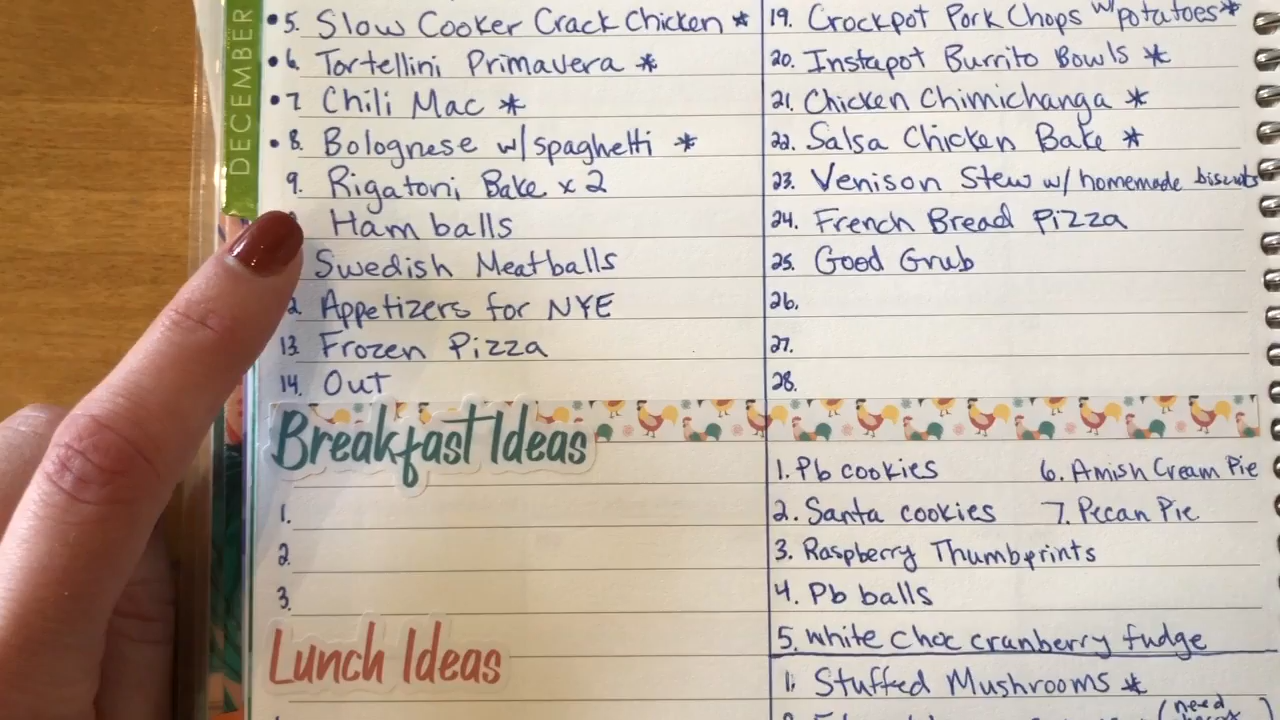 DECEMBER
5. Slow Cooker Crack Chicken *
6. Tortellini Primavera *
7 Chili Mac *
8. Bolognese w/spaghetti *
9. Rigatoni Bake x 2
Ham balls
Swedish Meatballs
2. Appetizers for NYE
13. Frozen Pizza
14. Out
19. Crockpot Pork Chops w/potatoes *
20. Instapot Burrito Bowls *
21. Chicken Chimichanga *
22. Salsa Chicken Bake *
23. Venison Stew w/ homemade biscuits
24. French Bread Pizza
25. Good Grub
26.
27.
28.
Breakfast Ideas
1.
2.
3.
Lunch Ideas
1. Pb cookies
2. Santa cookies
3. Raspberry Thumbprints
4. Pb balls
5. white choc cranberry fudge
6. Amish Cream Pie
7. Pecan Pie
1. Stuffed Mushrooms *
(need